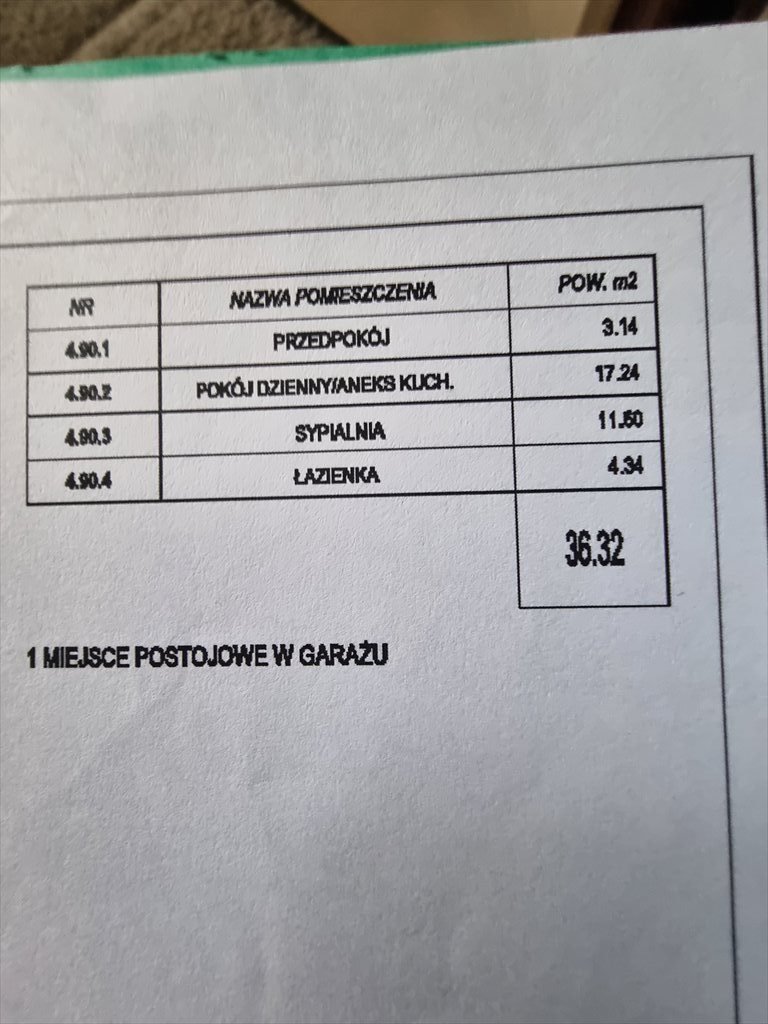 NR NAZWA POMIESZCZENIA POW. m2
4.90.1 PRZEDPOKÓJ 3.14
4.90.2 POKÓJ DZIENNY/ANEKS KUCH. 17.24
4.90.3 SYPIALNIA 11.60
4.90.4 ŁAZIENKA 4.34
36.32
1 MIEJSCE POSTOJOWE W GARAŻU